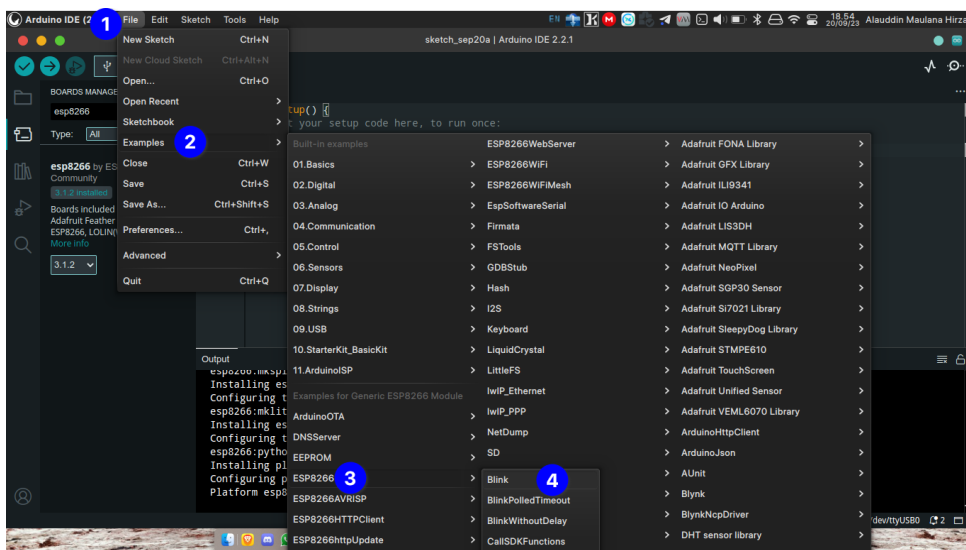 Arduino IDE (2 File Edit Sketch Tools Help
EN
18.54
20/09/23
Alauddin Maulana Hirza
1
sketch_sep20a | Arduino IDE 2.2.1
New Sketch Ctrl+N
New Cloud Sketch Ctrl+Alt+N
Open... Ctrl+O
Open Recent
Sketchbook
Examples
2
Close Ctrl+W
Save Ctrl+S
Save As... Ctrl+Shift+S
Preferences... Ctrl+,
Advanced
Quit Ctrl+Q
BOARDS MANAGE
esp8266
Type: All
esp8266 by ES
Community
3.1.2 installed
Boards included
Adafruit Feather
ESP8266, LOLIN(
More info
3.1.2
tup() {
t your setup code here, to run once:
Built-in examples
01.Basics
02.Digital
03.Analog
04.Communication
05.Control
06.Sensors
07.Display
08.Strings
09.USB
10.StarterKit_BasicKit
11.ArduinoISP
Examples for Generic ESP8266 Module
ArduinoOTA
DNSServer
EEPROM
ESP8266
3
ESP8266AVRISP
ESP8266HTTPClient
ESP8266httpUpdate
ESP8266WebServer
ESP8266WiFi
ESP8266WiFiMesh
EspSoftwareSerial
Firmata
FSTools
GDBStub
Hash
I2S
Keyboard
LiquidCrystal
LittleFS
lwIP_Ethernet
lwIP_PPP
NetDump
SD
Blink
4
BlinkPolledTimeout
BlinkWithoutDelay
CallSDKFunctions
Adafruit FONA Library
Adafruit GFX Library
Adafruit ILI9341
Adafruit IO Arduino
Adafruit LIS3DH
Adafruit MQTT Library
Adafruit NeoPixel
Adafruit SGP30 Sensor
Adafruit Si7021 Library
Adafruit SleepyDog Library
Adafruit STMPE610
Adafruit TouchScreen
Adafruit Unified Sensor
Adafruit VEML6070 Library
ArduinoHttpClient
ArduinoJson
AUnit
Blynk
BlynkNcpDriver
DHT sensor library
Output
esp8266:mkspi
Installing es
Configuring t
esp8266:mklit
Installing es
Configuring t
esp8266:pytho
Installing pl
Configuring p
Platform esp8
/dev/ttyUSB0 2